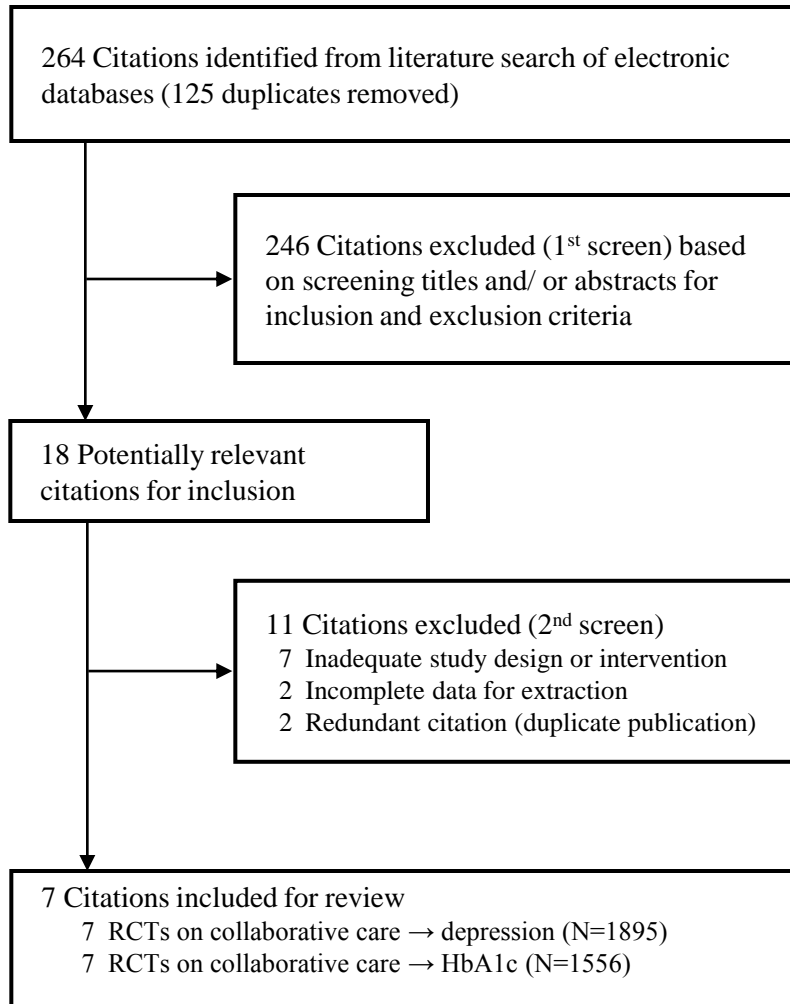 264 Citations identified from literature search of electronic
databases (125 duplicates removed)
246 Citations excluded (1st screen) based
on screening titles and/ or abstracts for
inclusion and exclusion criteria
18 Potentially relevant
citations for inclusion
11 Citations excluded (2nd screen)
7 Inadequate study design or intervention
2 Incomplete data for extraction
2 Redundant citation (duplicate publication)
7 Citations included for review
7 RCTs on collaborative care → depression (N=1895)
7 RCTs on collaborative care → HbA1c (N=1556)